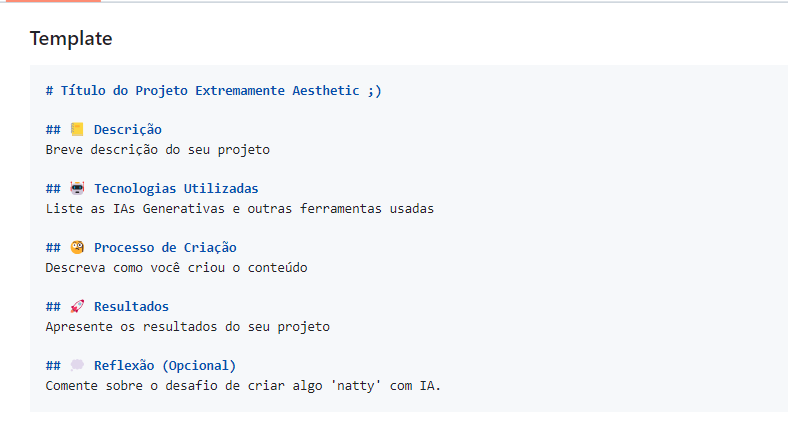 Template
# Título do Projeto Extremamente Aesthetic ;)
## 📒 Descrição
Breve descrição do seu projeto
## 🤖 Tecnologias Utilizadas
Liste as IAs Generativas e outras ferramentas usadas
## 🧐 Processo de Criação
Descreva como você criou o conteúdo
## 🚀 Resultados
Apresente os resultados do seu projeto
## 💭 Reflexão (Opcional)
Comente sobre o desafio de criar algo 'natty' com IA.